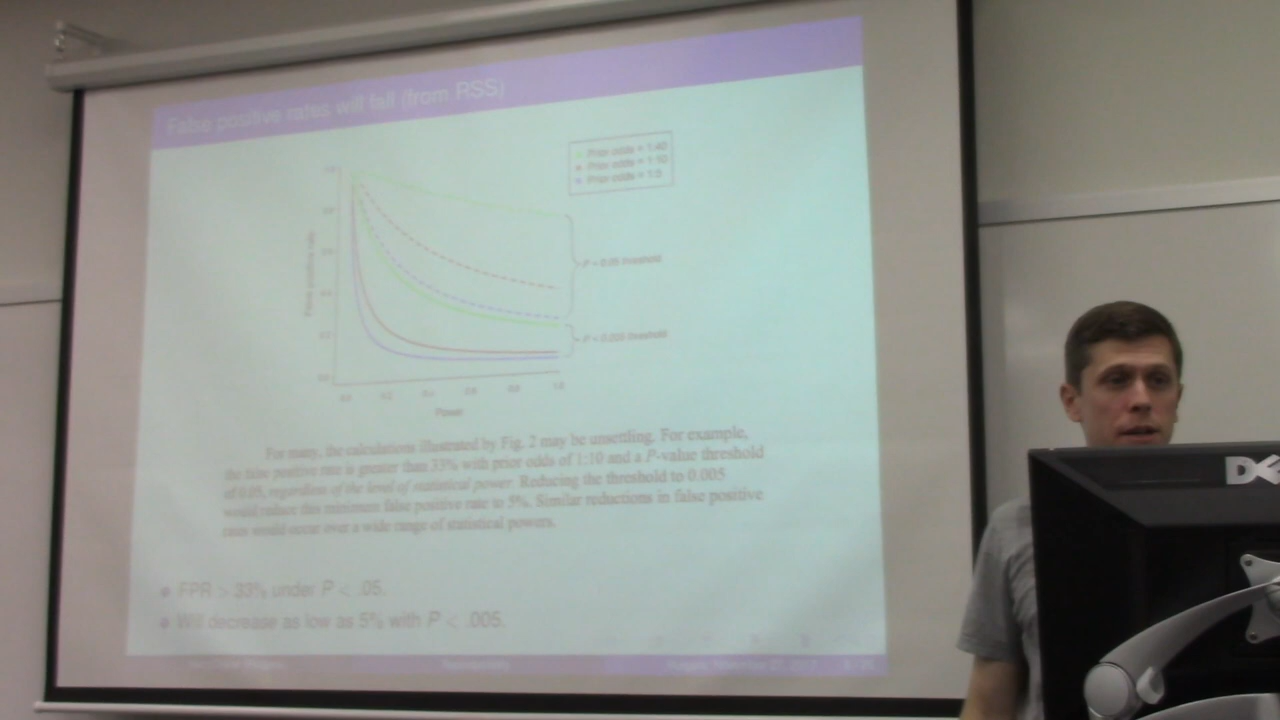 False positive rates will fall (from RSS)
Prior odds = 1:40
Prior odds = 1:10
Prior odds = 1:5
False positive rate
P < 0.05 threshold
P < 0.005 threshold
Power
For many, the calculations illustrated by Fig. 2 may be unsettling. For example,
the false positive rate is greater than 33% with prior odds of 1:10 and a P-value threshold
of 0.05, regardless of the level of statistical power. Reducing the threshold to 0.005
would reduce this minimum false positive rate to 5%. Similar reductions in false positive
rates would occur over a wide range of statistical powers.
FPR > 33% under P < .05.
Will decrease as low as 5% with P < .005.